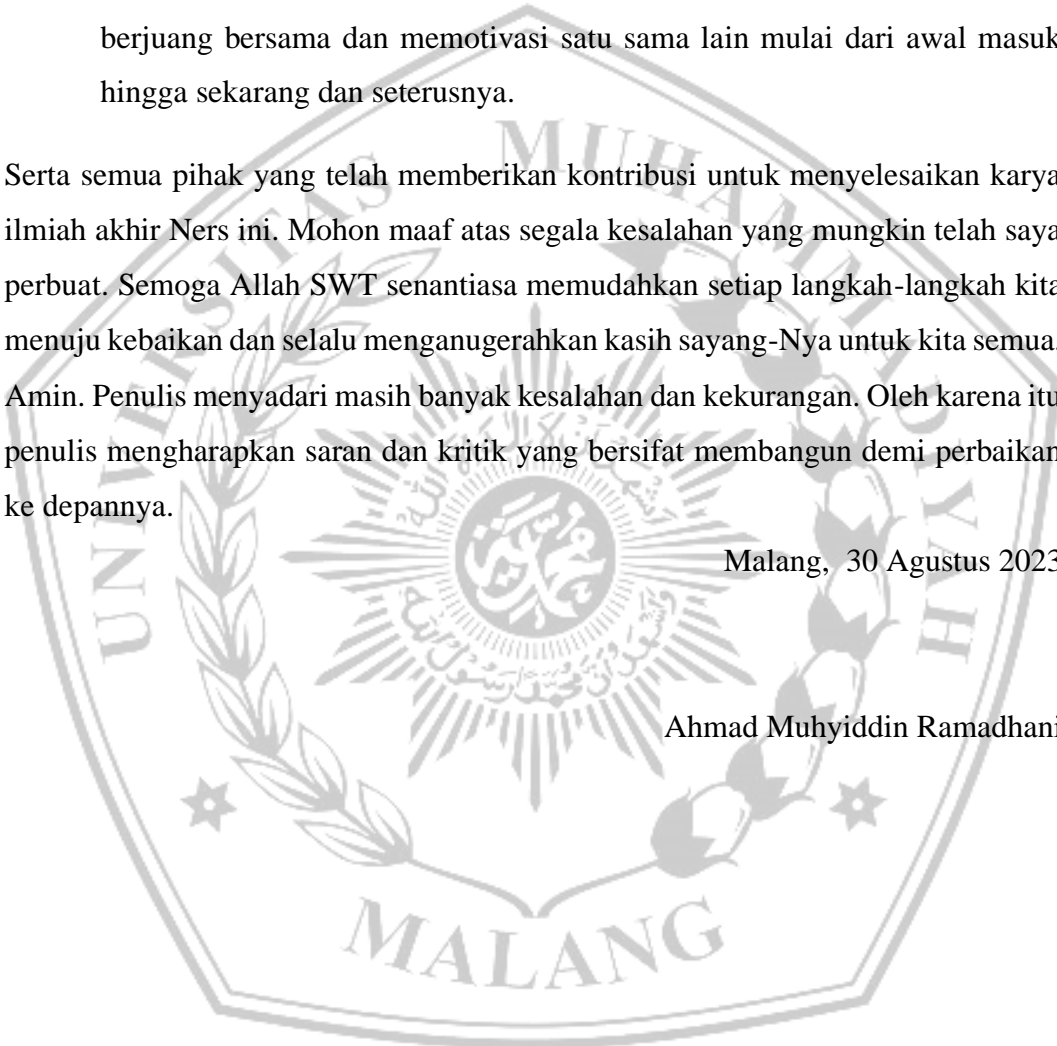 berjuang bersama dan memotivasi satu sama lain mulai dari awal masuk
hingga sekarang dan seterusnya.
Serta semua pihak yang telah memberikan kontribusi untuk menyelesaikan karya
ilmiah akhir Ners ini. Mohon maaf atas segala kesalahan yang mungkin telah saya
perbuat. Semoga Allah SWT senantiasa memudahkan setiap langkah-langkah kita
menuju kebaikan dan selalu menganugerahkan kasih sayang-Nya untuk kita semua.
Amin. Penulis menyadari masih banyak kesalahan dan kekurangan. Oleh karena itu
penulis mengharapkan saran dan kritik yang bersifat membangun demi perbaikan
ke depannya.
Malang,  30 Agustus 2023
Ahmad Muhyiddin Ramadhani
UNIVERSITAS MUHAMMADIYAH
MALANG